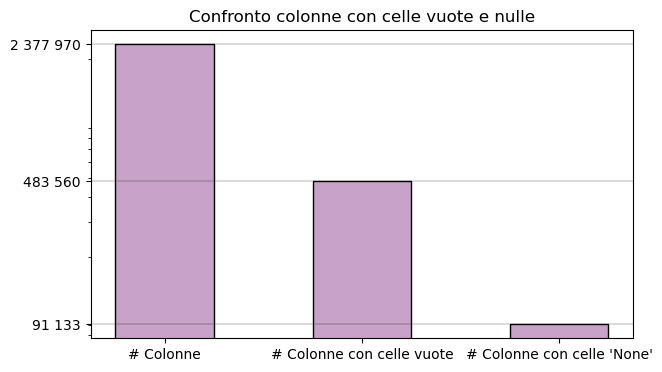 Confronto colonne con celle vuote e nulle
2 377 970
483 560
91 133
# Colonne
# Colonne con celle vuote
# Colonne con celle 'None'